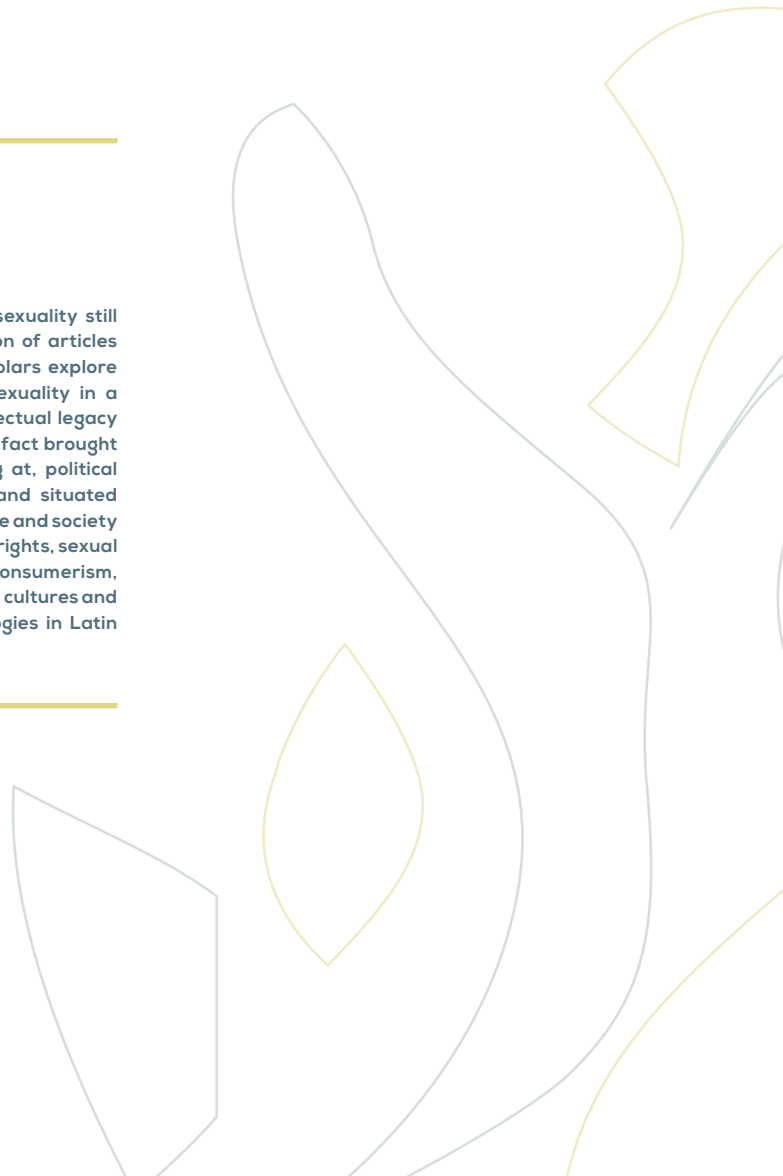 sexuality still
on of articles
olars explore
exuality in a
ectual legacy
fact brought
g at, political
and situated
e and society
rights, sexual
onsumerism,
cultures and
ogies in Latin